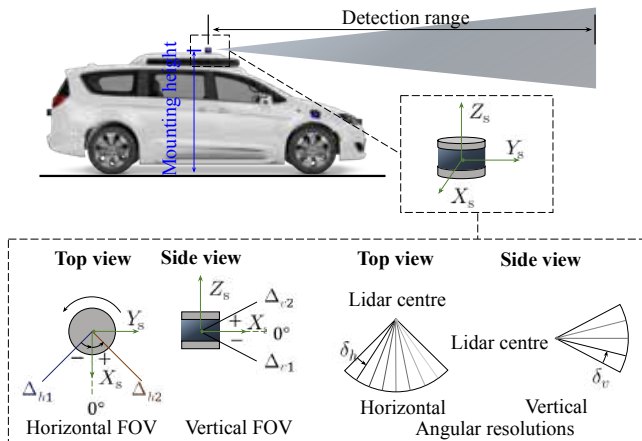 Detection range
Mounting height
Z_s
Y_s
X_s
Top view
Side view
Top view
Side view
Z_s
Δ_v2
Y_s
+
X
0°
−
Δ_v1
−
+
X_s
Δ_h1
0°
Δ_h2
Horizontal FOV
Vertical FOV
Lidar centre
Lidar centre
δ_h
δ_v
Horizontal
Vertical
Angular resolutions